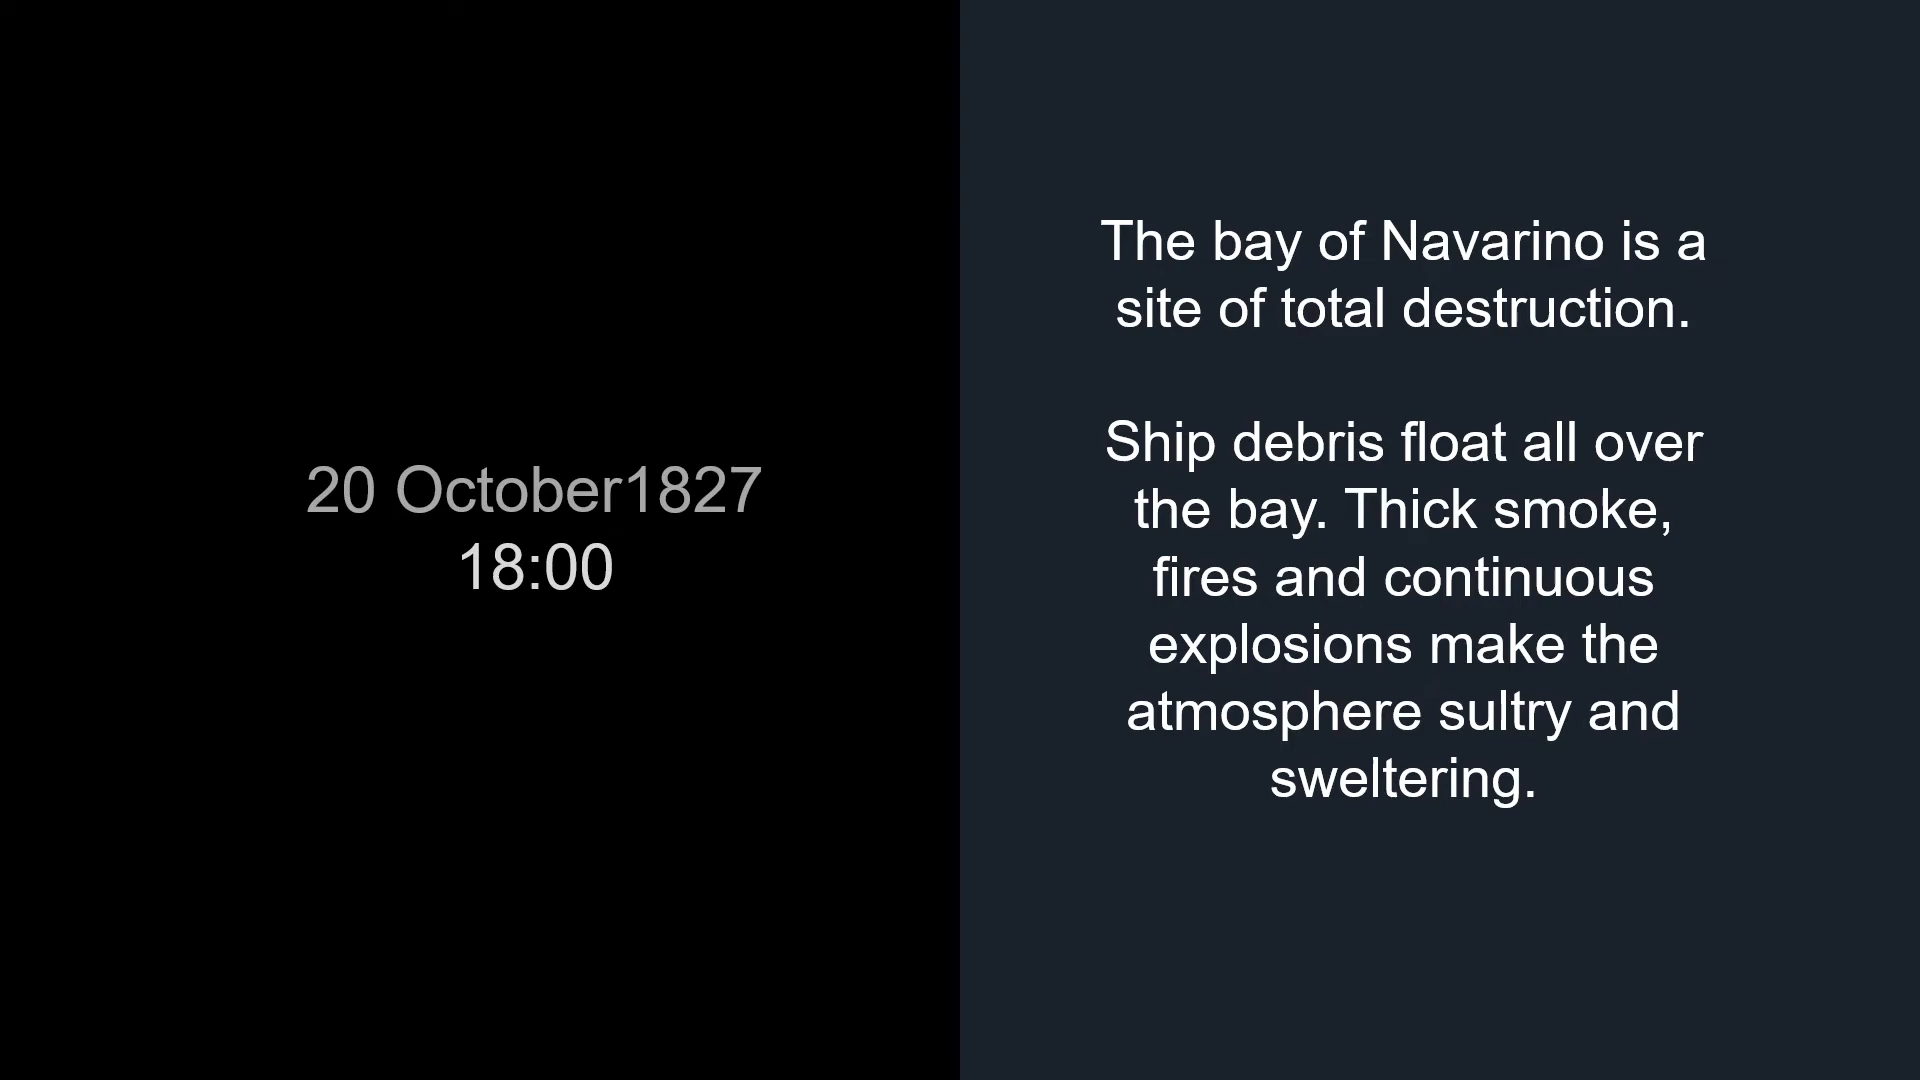 20 October1827
18:00
The bay of Navarino is a
site of total destruction.
Ship debris float all over
the bay. Thick smoke,
fires and continuous
explosions make the
atmosphere sultry and
sweltering.